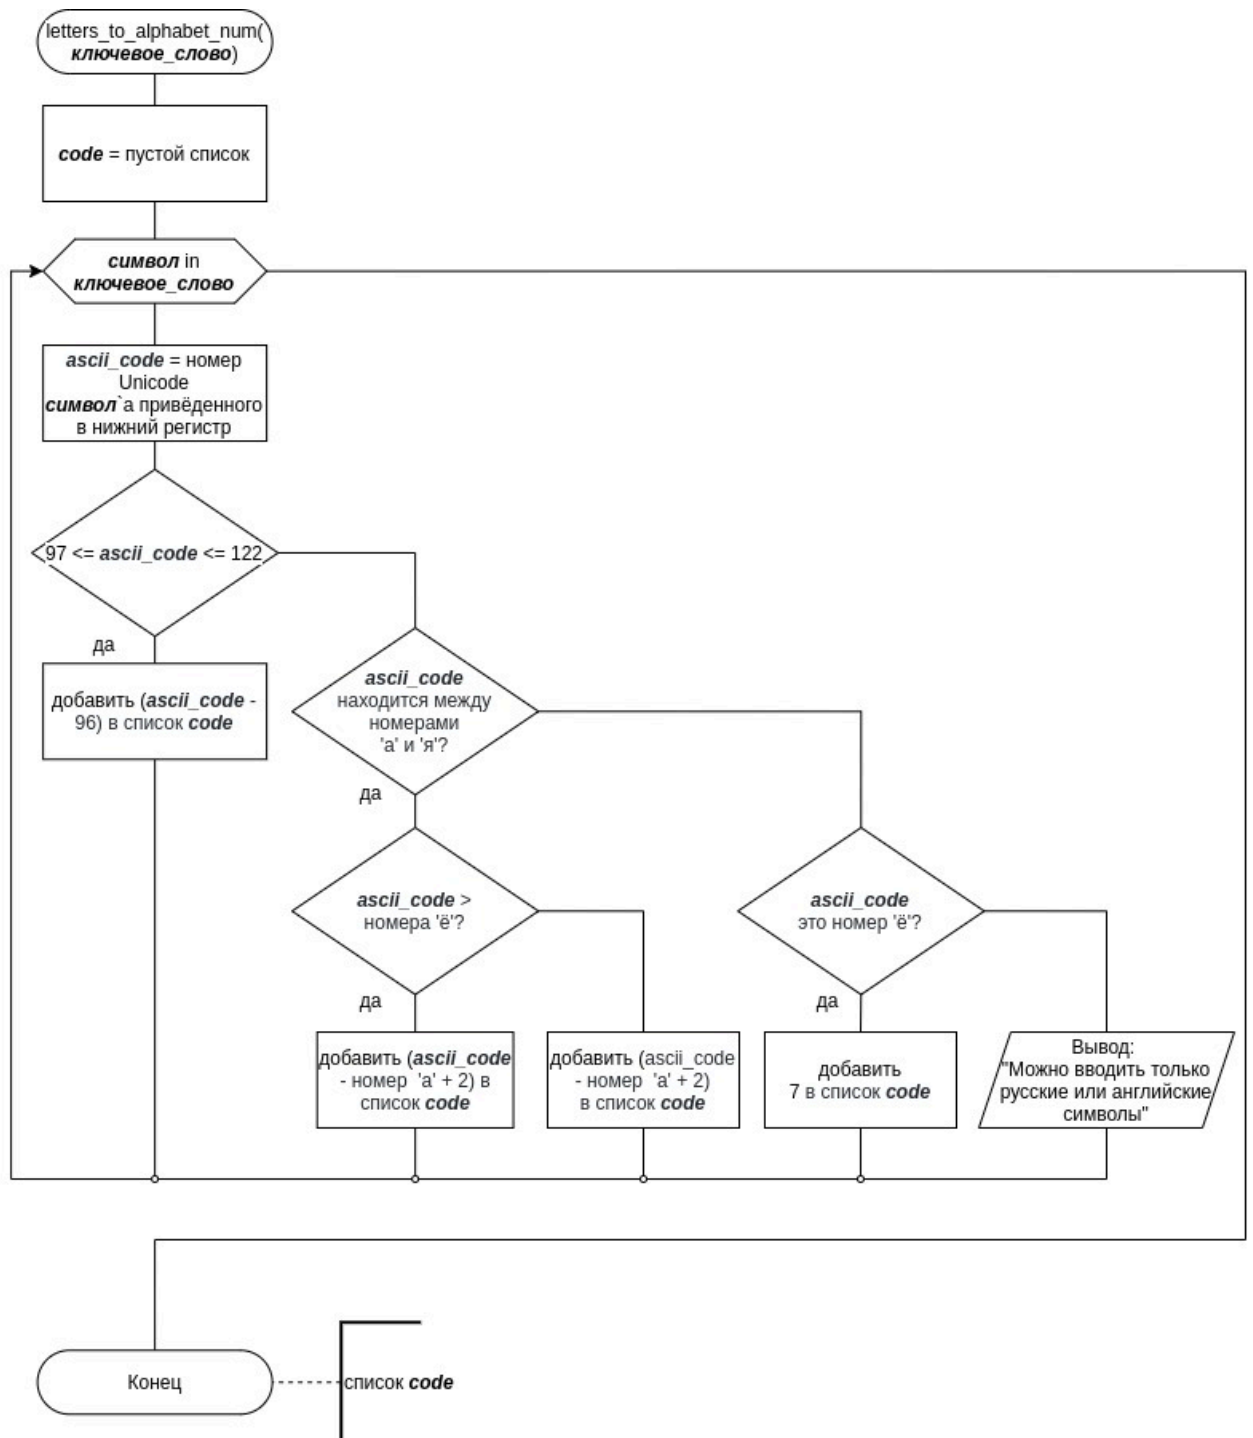 letters_to_alphabet_num(
ключевое_слово)
code = пустой список
символ in
ключевое_слово
ascii_code = номер
Unicode
символ`а привёденного
в нижний регистр
97 <= ascii_code <= 122
да
добавить (ascii_code -
96) в список code
ascii_code
находится между
номерами
'а' и 'я'?
да
ascii_code >
номера 'ё'?
да
добавить (ascii_code
- номер  'а' + 2) в
список code
добавить (ascii_code
- номер  'а' + 2)
в список code
ascii_code
это номер 'ё'?
да
добавить
7 в список code
Вывод:
"Можно вводить только
русские или английские
символы"
Конец
список code